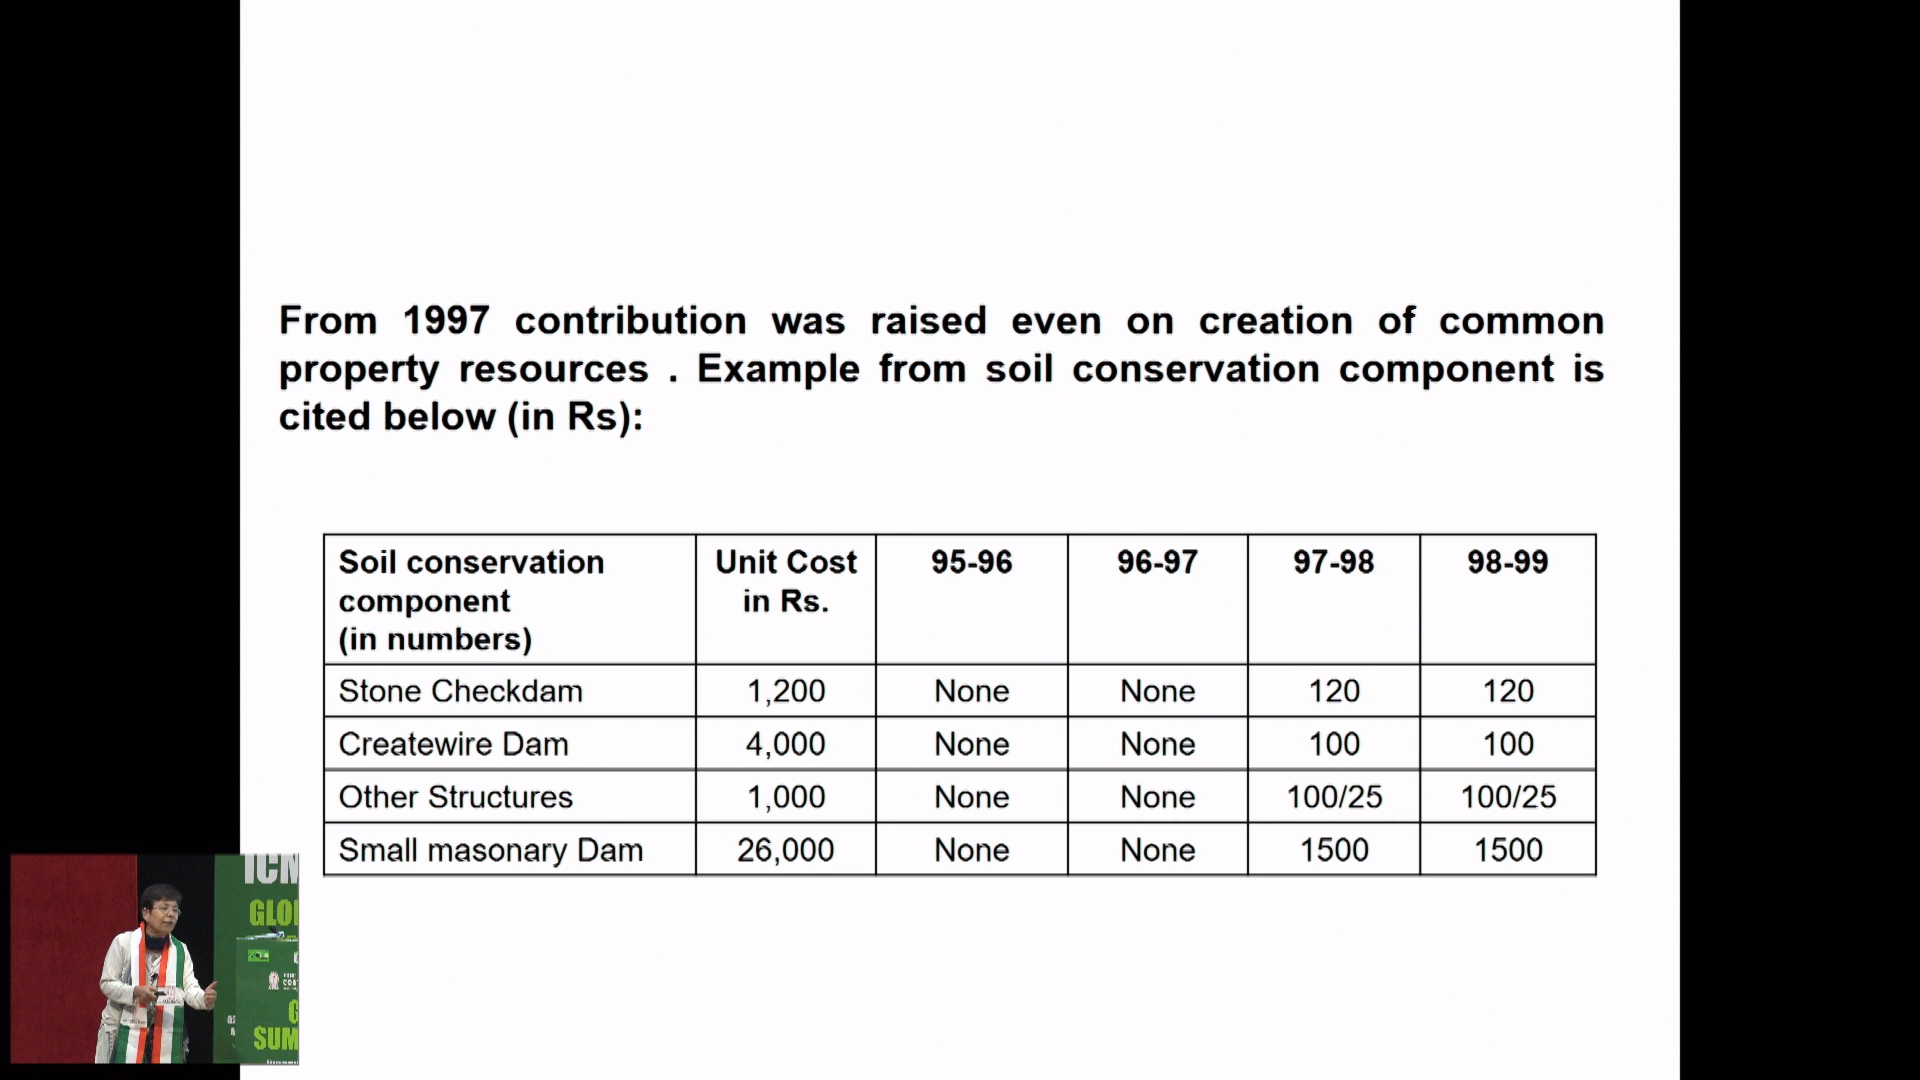 From 1997 contribution was raised even on creation of common
property resources . Example from soil conservation component is
cited below (in Rs):
Soil conservation component (in numbers) Unit Cost in Rs. 95-96 96-97 97-98 98-99
Stone Checkdam 1,200 None None 120 120
Createwire Dam 4,000 None None 100 100
Other Structures 1,000 None None 100/25 100/25
Small masonary Dam 26,000 None None 1500 1500
GLO
SUM